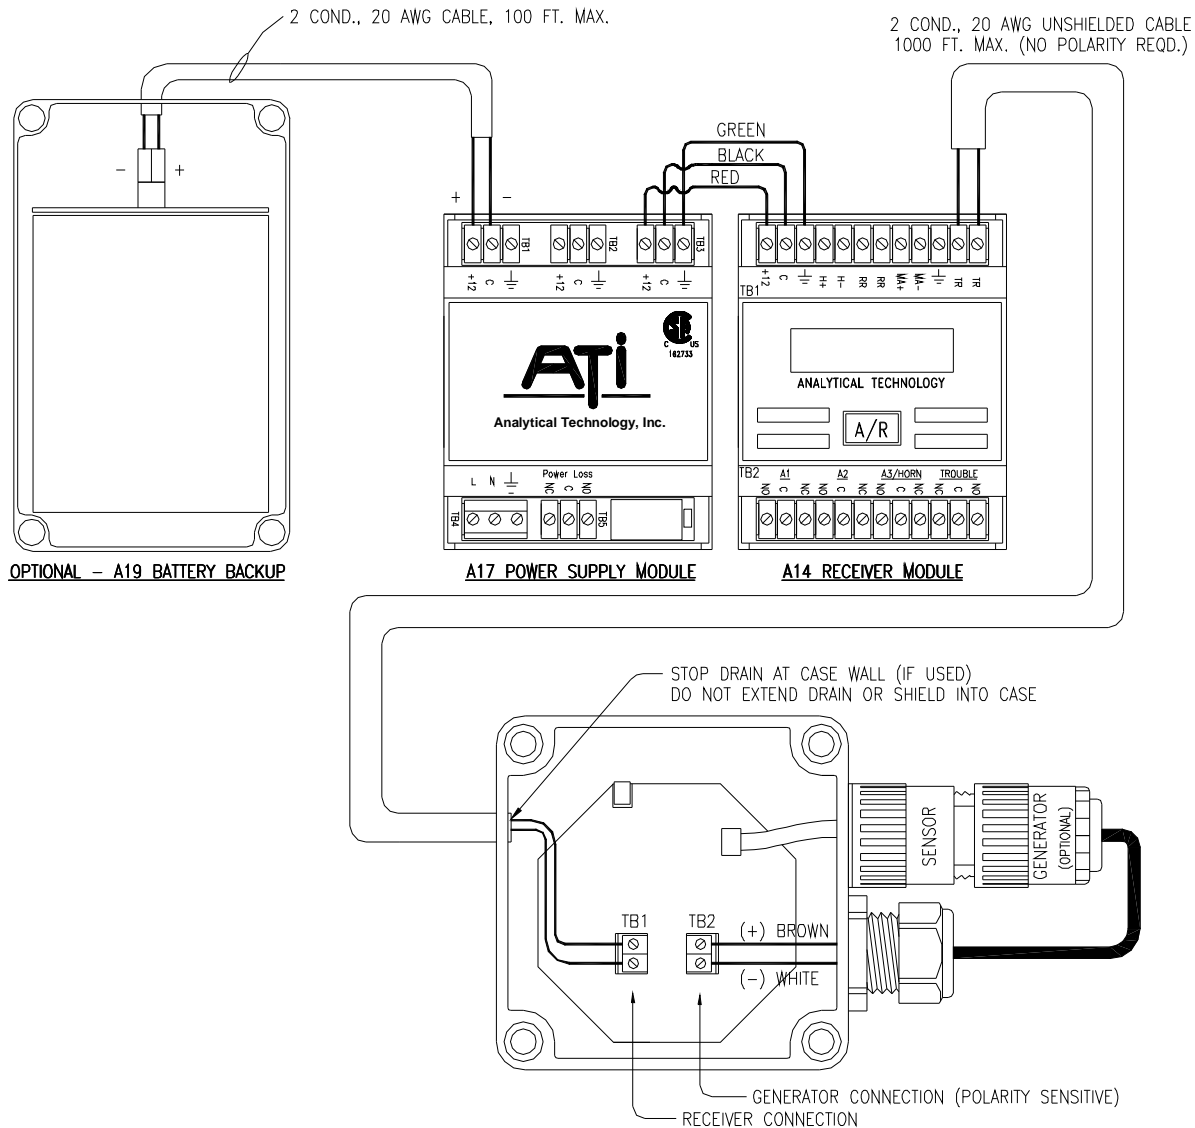 2 COND., 20 AWG CABLE, 100 FT. MAX.
2 COND., 20 AWG UNSHIELDED CABLE
1000 FT. MAX. (NO POLARITY REQD.)
GREEN
BLACK
RED
- +
+ -
TB1
TB2
TB3
+12 C
+12 C
+12 C
+12 C H+ H- RR RR MA+ MA- TR TR
TB1
C US
162733
ATi
Analytical Technology, Inc.
ANALYTICAL TECHNOLOGY
A/R
L N
Power Loss
NC C NO
TB4
TB5
TB2 A1 A2 A3/HORN TROUBLE
NO C NC NO C NC NO C NC NC C NO
OPTIONAL - A19 BATTERY BACKUP
A17 POWER SUPPLY MODULE
A14 RECEIVER MODULE
STOP DRAIN AT CASE WALL (IF USED)
DO NOT EXTEND DRAIN OR SHIELD INTO CASE
SENSOR
GENERATOR
(OPTIONAL)
TB1
TB2
(+) BROWN
(-) WHITE
GENERATOR CONNECTION (POLARITY SENSITIVE)
RECEIVER CONNECTION